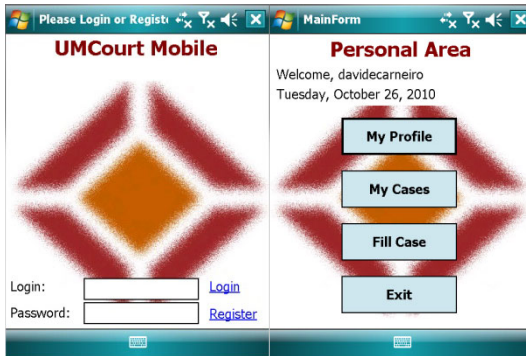 Please Login or Registe
UMCourt Mobile
Login:
Login
Password:
Register
MainForm
Personal Area
Welcome, davidecarneiro
Tuesday, October 26, 2010
My Profile
My Cases
Fill Case
Exit